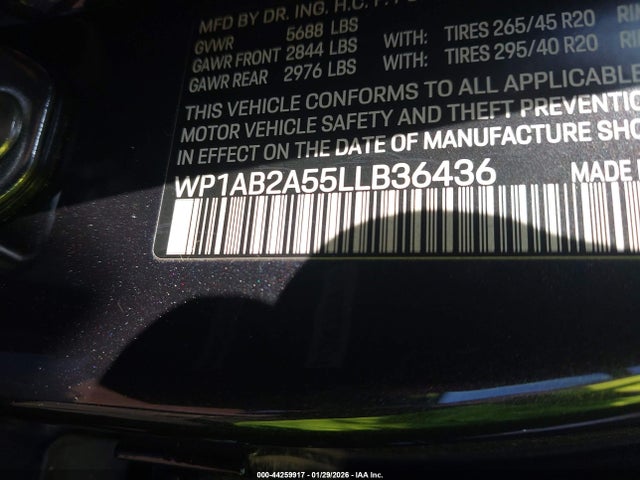 MFD BY DR. ING. H.C. F.
GVWR 5688 LBS
GAWR FRONT 2844 LBS WITH: TIRES 265/45 R20 RI
GAWR REAR 2976 LBS WITH: TIRES 295/40 R20 RI
THIS VEHICLE CONFORMS TO ALL APPLICABLE
MOTOR VEHICLE SAFETY AND THEFT PREVENTIO
IN EFFECT ON THE DATE OF MANUFACTURE SHO
WP1AB2A55LLB36436 MADE
000-44259917 - 01/29/2026 - IAA Inc.